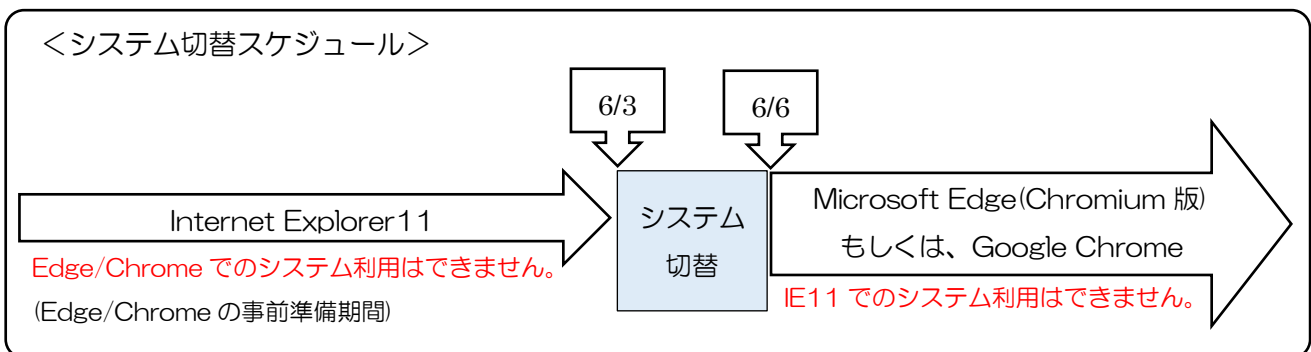 ＜システム切替スケジュール＞
6/3
6/6
Internet Explorer11
Edge/Chrome でのシステム利用はできません。
(Edge/Chrome の事前準備期間)
システム
切替
Microsoft Edge(Chromium 版)
もしくは、Google Chrome
IE11 でのシステム利用はできません。